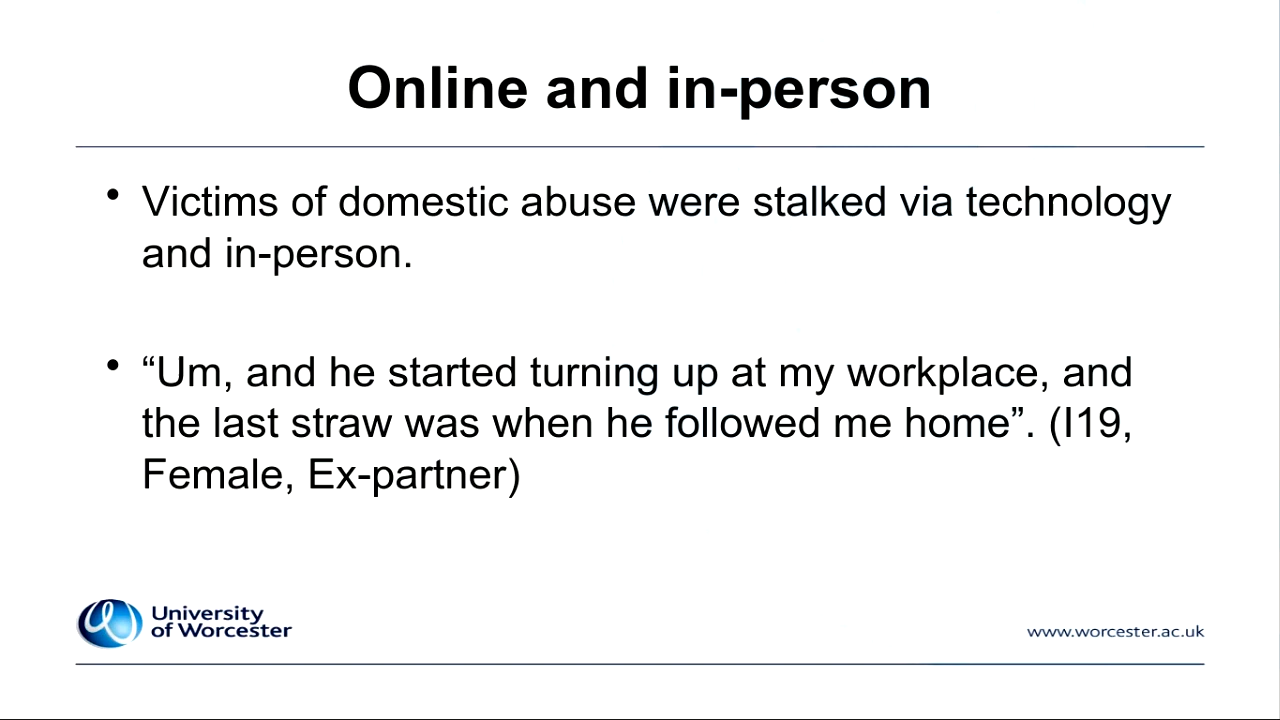 Online and in-person
• Victims of domestic abuse were stalked via technology
and in-person.
• “Um, and he started turning up at my workplace, and
the last straw was when he followed me home”. (I19,
Female, Ex-partner)
University
of Worcester
www.worcester.ac.uk